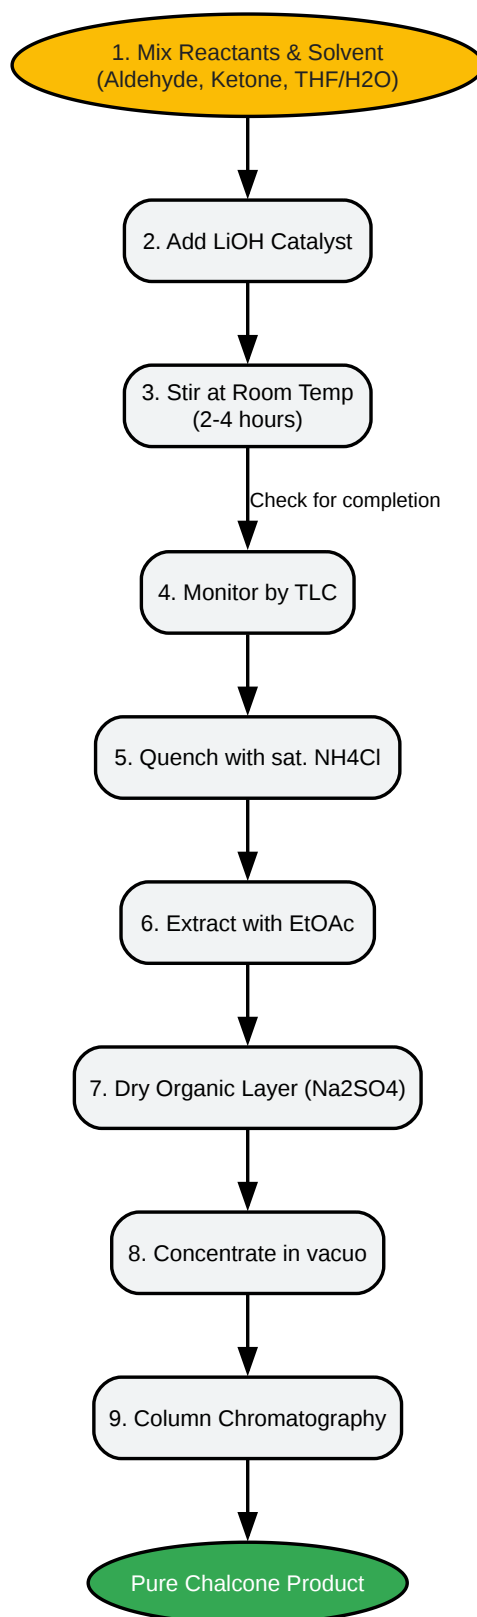 1. Mix Reactants & Solvent
(Aldehyde, Ketone, THF/H2O)
2. Add LiOH Catalyst
3. Stir at Room Temp
(2-4 hours)
Check for completion
4. Monitor by TLC
5. Quench with sat. NH4Cl
6. Extract with EtOAc
7. Dry Organic Layer (Na2SO4)
8. Concentrate in vacuo
9. Column Chromatography
Pure Chalcone Product